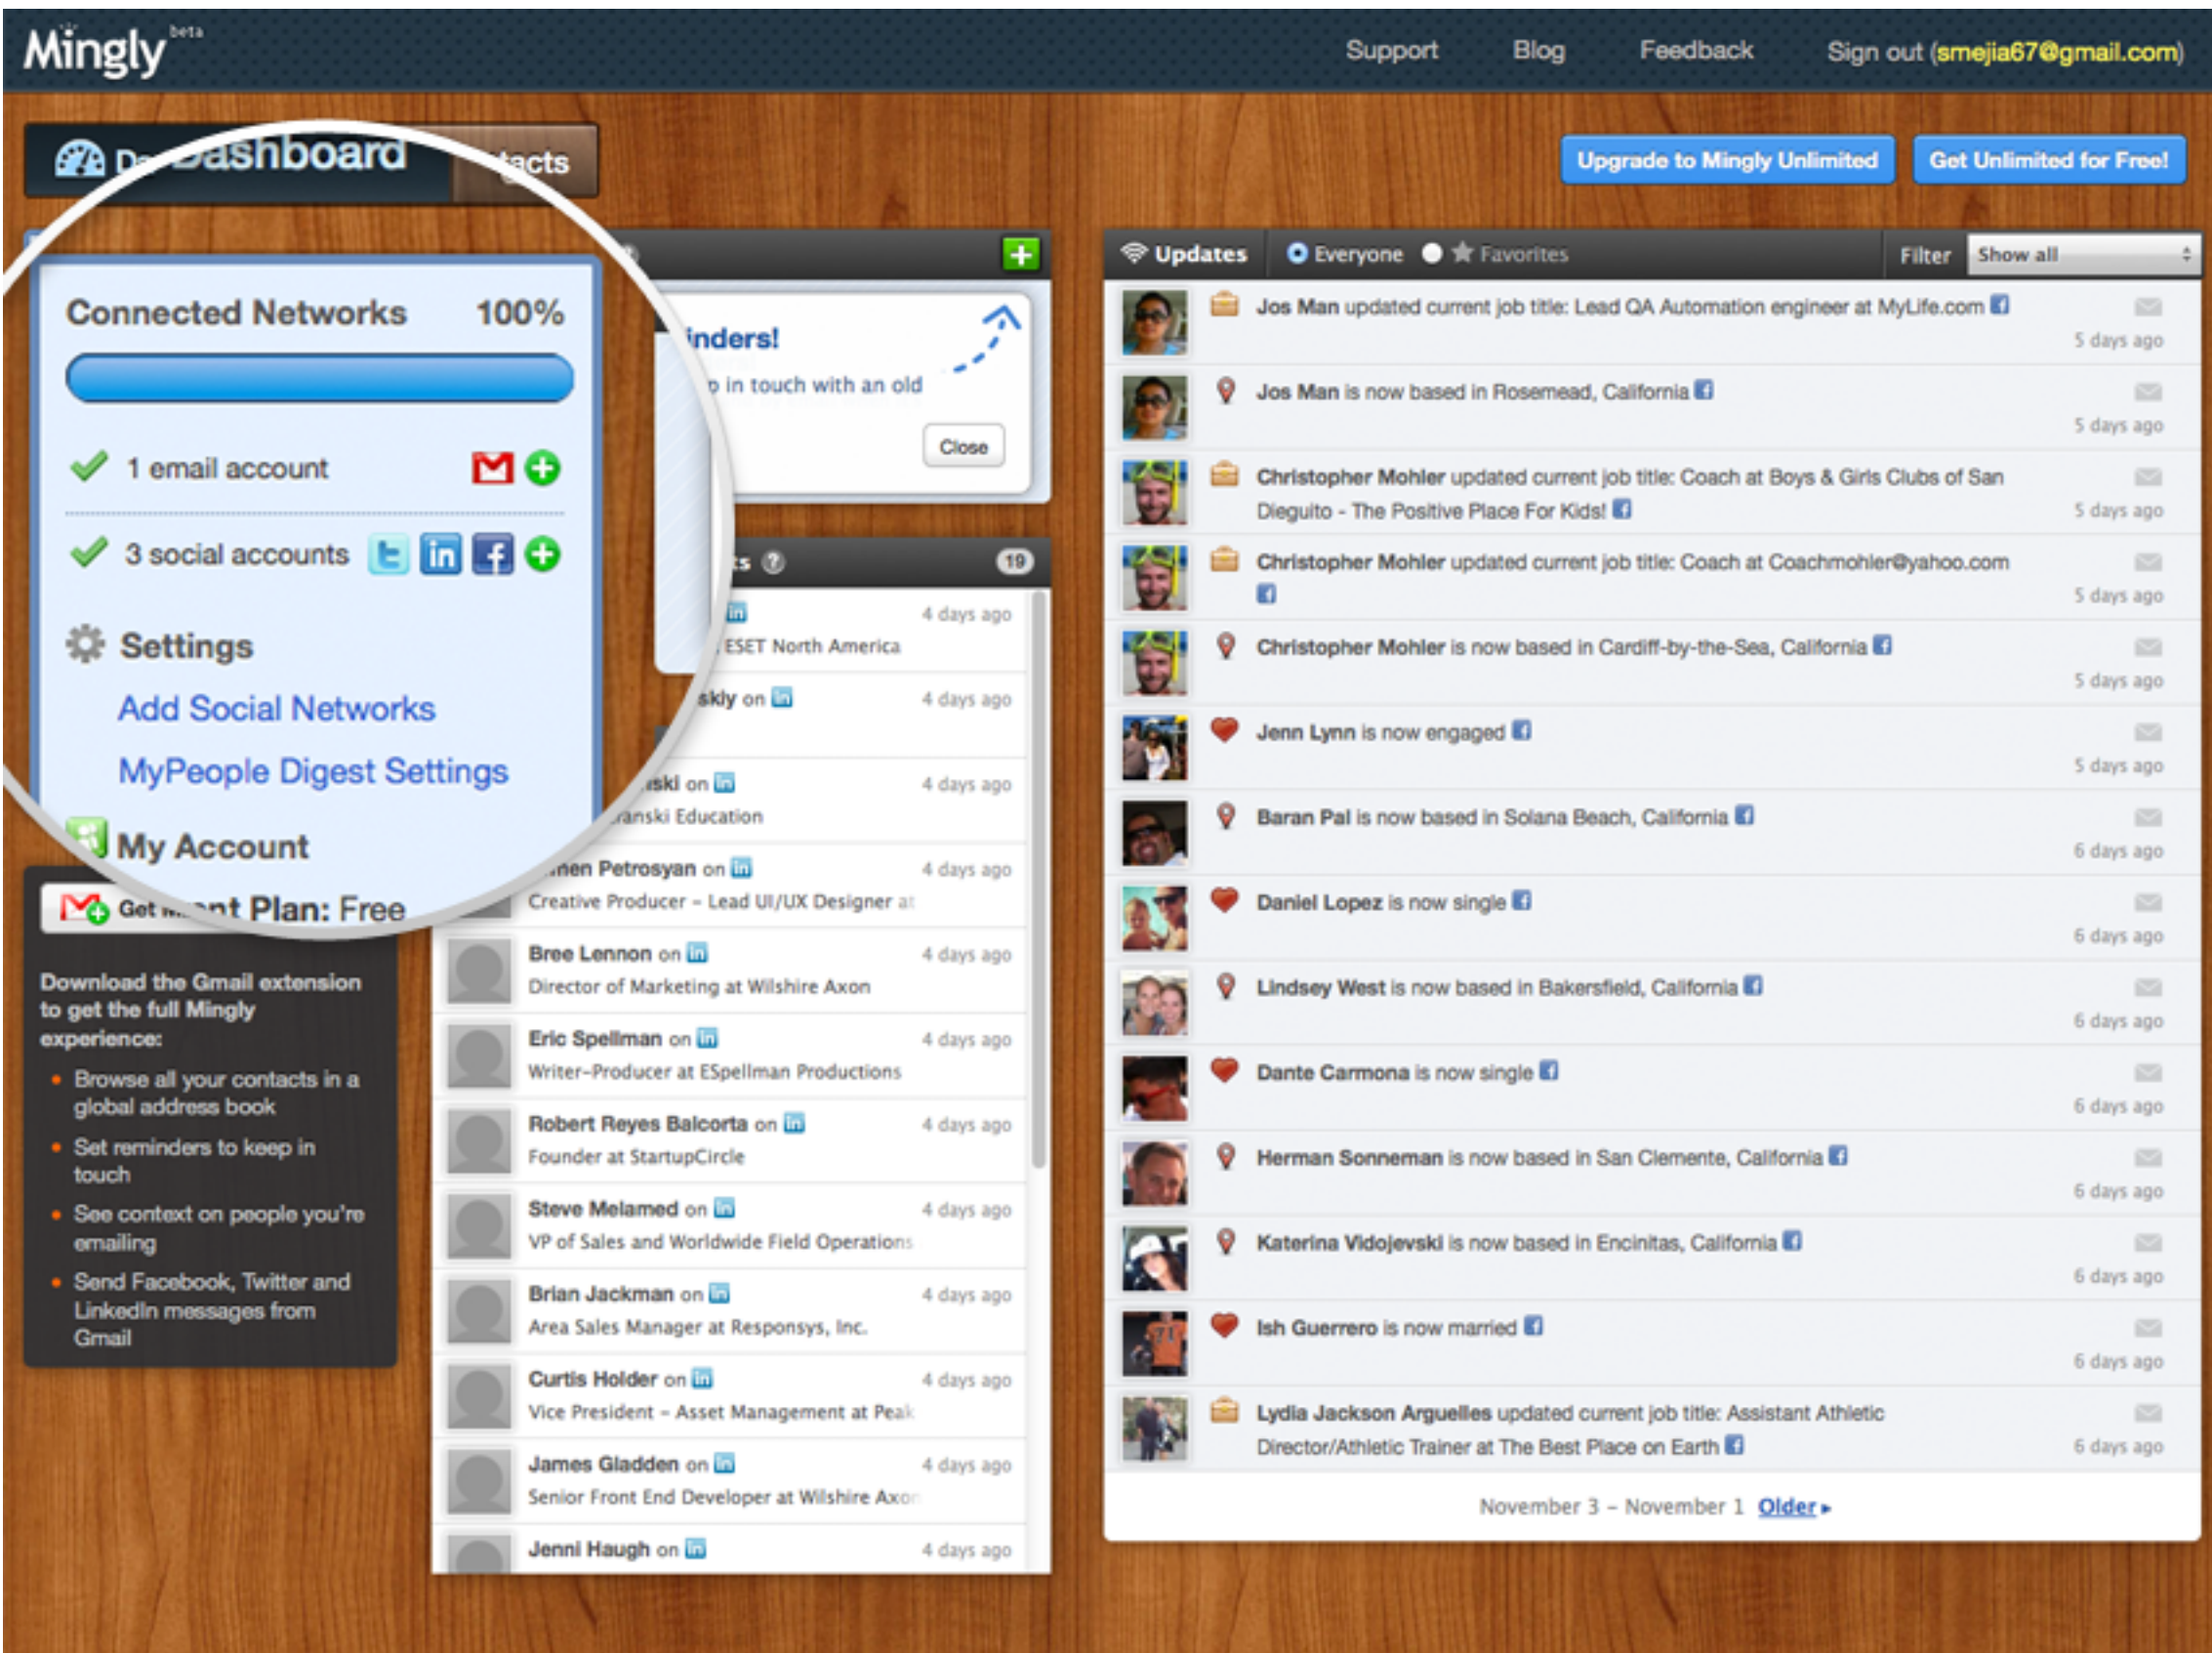 Mingly beta
Support Blog Feedback Sign out (smejia67@gmail.com)
Dashboard
Upgrade to Mingly Unlimited Get Unlimited for Free!
Connected Networks 100%
1 email account
3 social accounts
Settings
Add Social Networks
MyPeople Digest Settings
My Account
Plan: Free
Get
Download the Gmail extension
to get the full Mingly
experience:
• Browse all your contacts in a
global address book
• Set reminders to keep in
touch
• See context on people you're
emailing
• Send Facebook, Twitter and
LinkedIn messages from
Gmail
in touch with an old
Close
19
4 days ago
ESET North America
on 4 days ago
on 4 days ago
Education
Petrosyan on 4 days ago
Creative Producer – Lead UI/UX Designer at
Bree Lennon on 4 days ago
Director of Marketing at Wilshire Axon
Eric Spellman on 4 days ago
Writer-Producer at ESpellman Productions
Robert Reyes Balcorta on 4 days ago
Founder at StartupCircle
Steve Melamed on 4 days ago
VP of Sales and Worldwide Field Operations
Brian Jackman on 4 days ago
Area Sales Manager at Responsys, Inc.
Curtis Holder on 4 days ago
Vice President – Asset Management at Peak
James Gladden on 4 days ago
Senior Front End Developer at Wilshire Axon
Jenni Haugh on 4 days ago
Updates Everyone Favorites Filter Show all
Jos Man updated current job title: Lead QA Automation engineer at MyLife.com
5 days ago
Jos Man is now based in Rosemead, California
5 days ago
Christopher Mohler updated current job title: Coach at Boys & Girls Clubs of San
Dieguito - The Positive Place For Kids! 5 days ago
Christopher Mohler updated current job title: Coach at Coachmohler@yahoo.com
5 days ago
Christopher Mohler is now based in Cardiff-by-the-Sea, California
5 days ago
Jenn Lynn is now engaged
5 days ago
Baran Pal is now based in Solana Beach, California
6 days ago
Daniel Lopez is now single
6 days ago
Lindsey West is now based in Bakersfield, California
6 days ago
Dante Carmona is now single
6 days ago
Herman Sonneman is now based in San Clemente, California
6 days ago
Katerina Vidojevski is now based in Encinitas, California
6 days ago
Ish Guerrero is now married
6 days ago
Lydia Jackson Arguelles updated current job title: Assistant Athletic
Director/Athletic Trainer at The Best Place on Earth 6 days ago
November 3 – November 1 Older